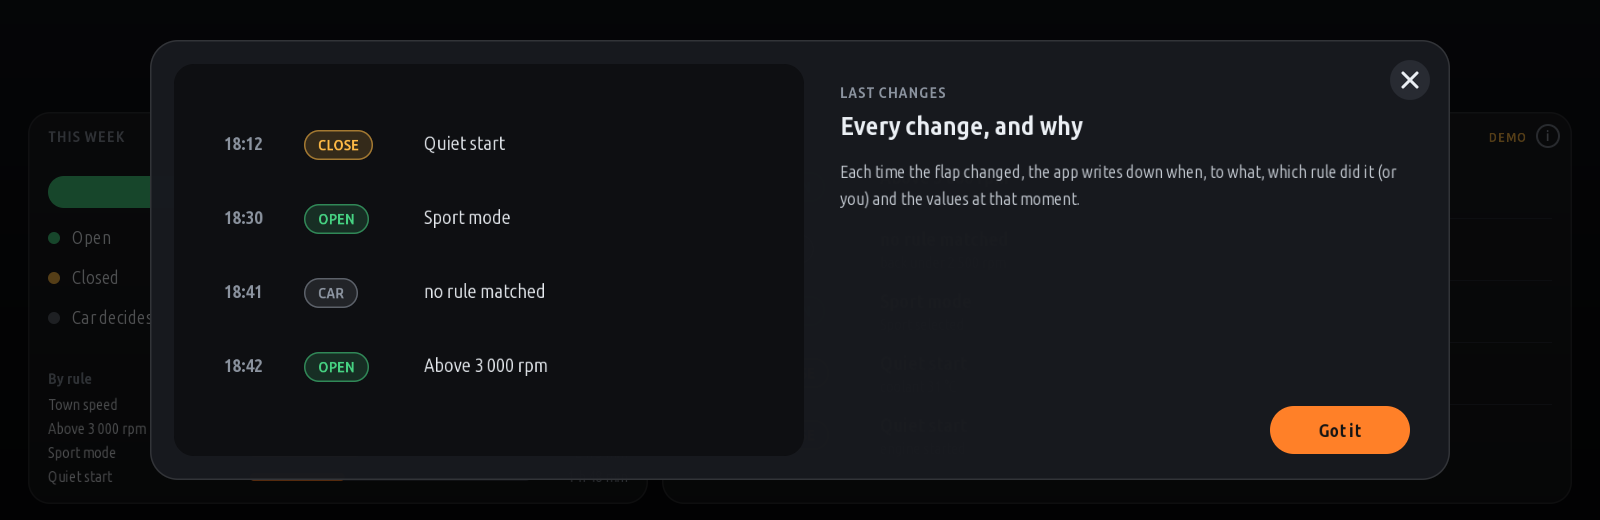 THIS WEEK
Open
Closed
Car decides
By rule
Town speed
Above 3 000 rpm
Sport mode
Quiet start
18:12 CLOSE Quiet start
18:30 OPEN Sport mode
18:41 CAR no rule matched
18:42 OPEN Above 3 000 rpm
LAST CHANGES
Every change, and why
Each time the flap changed, the app writes down when, to what, which rule did it (or
you) and the values at that moment.
Got it
DEMO i